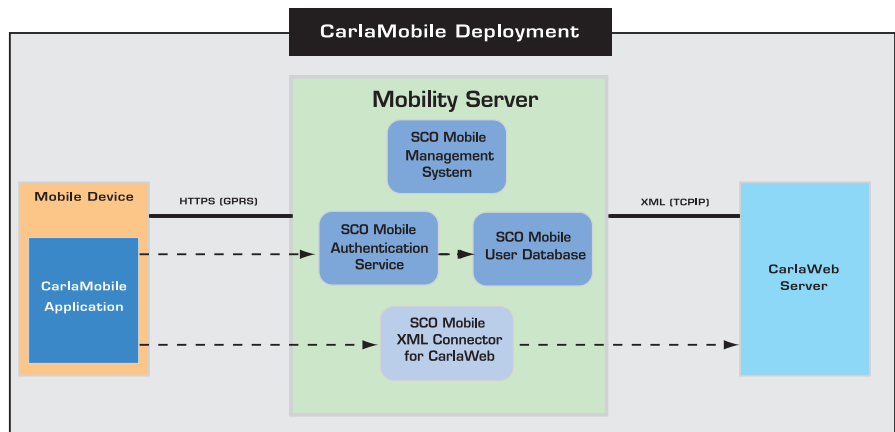 CarlaMobile Deployment
Mobility Server
SCO Mobile
Management
System
Mobile Device
HTTPS (GPRS)
XML (TCPIP)
SCO Mobile
Authentication
Service
SCO Mobile
User Database
CarlaMobile
Application
CarlaWeb
Server
SCO Mobile
XML Connector
for CarlaWeb